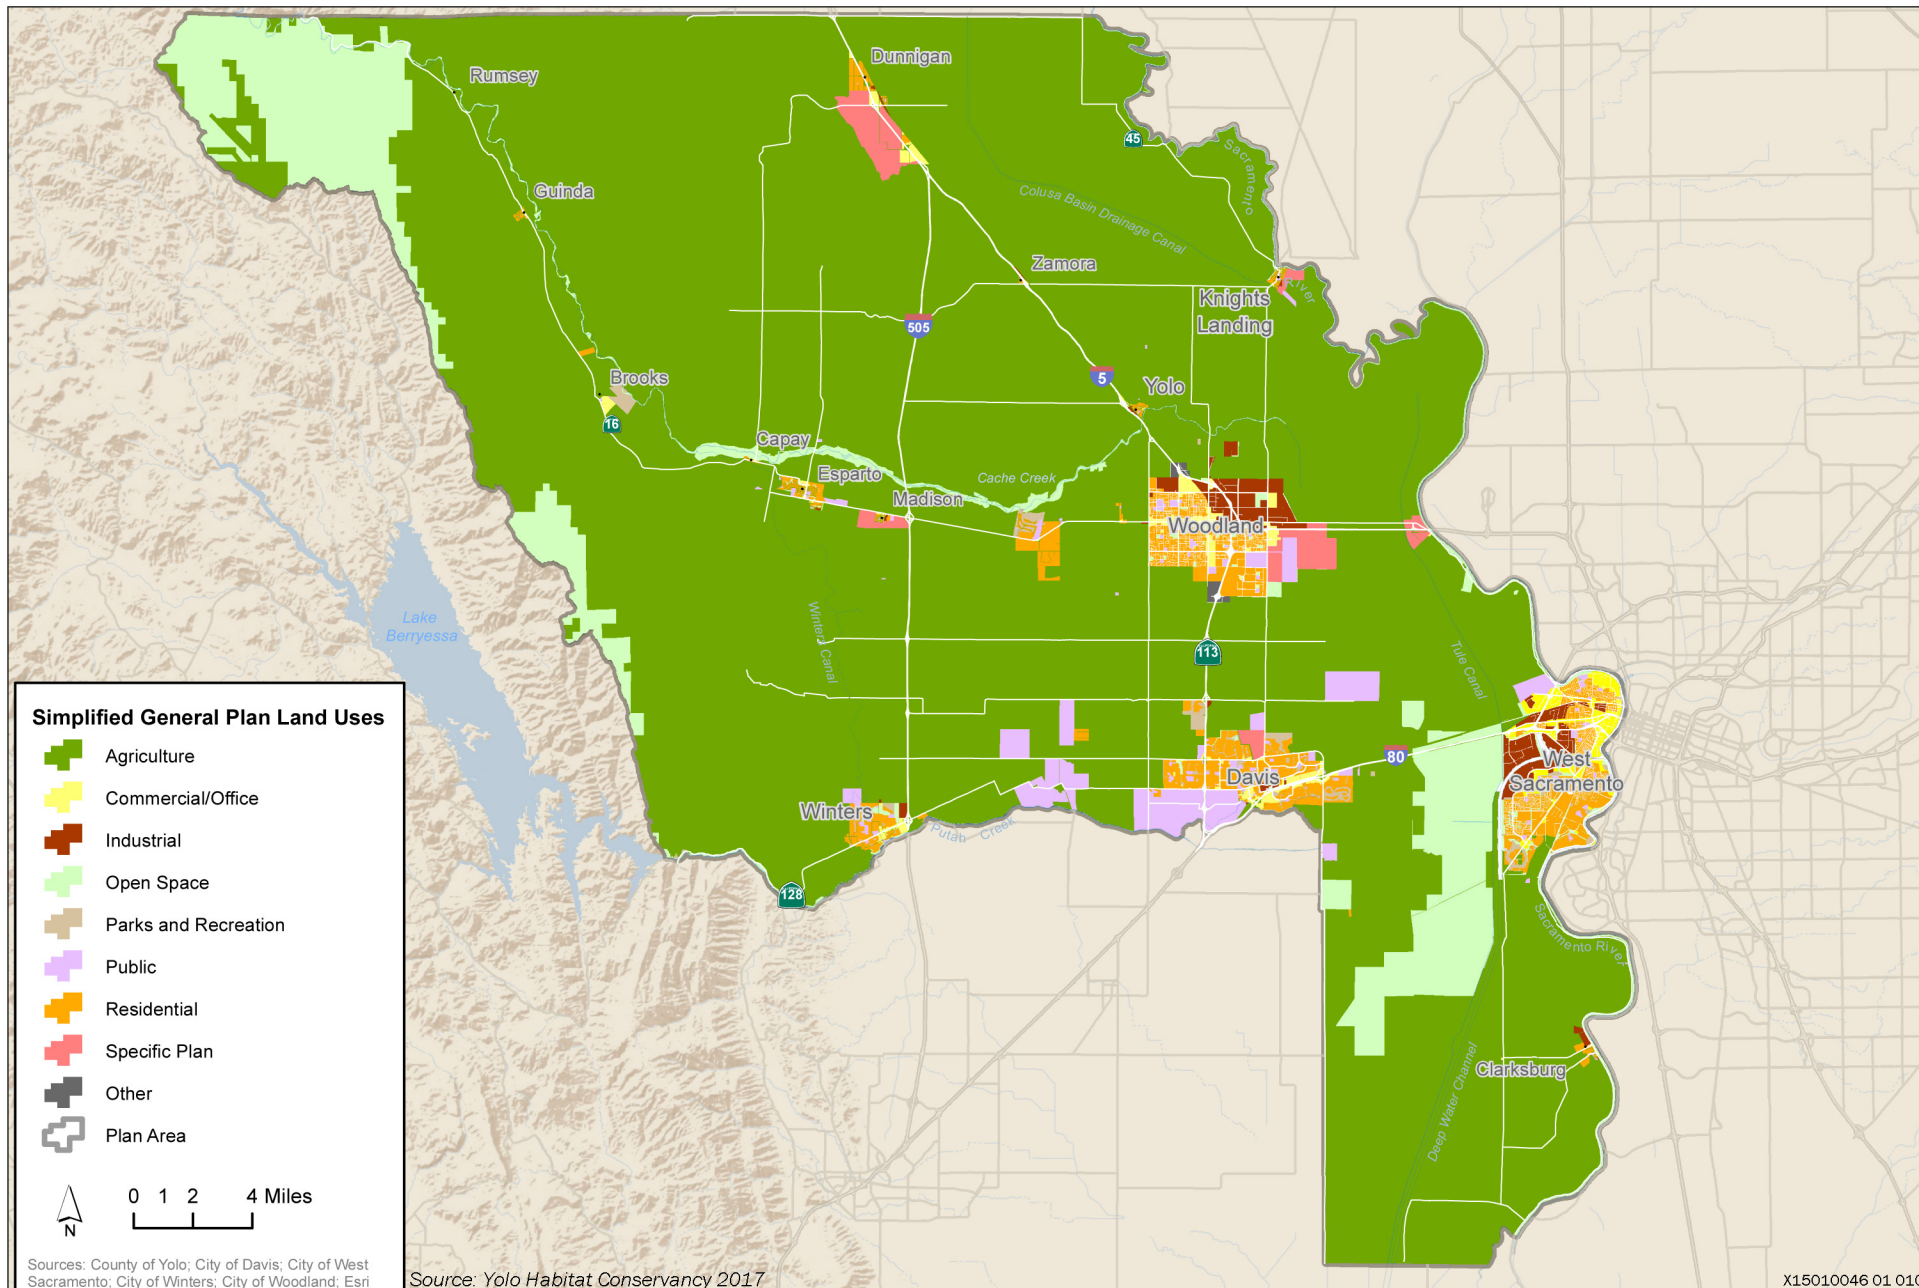 Dunnigan
Rumsey
45
Sacramento
Guinda
Colusa Basin Drainage Canal
Zamora
River
Knights
Landing
505
5
Yolo
Brooks
16
Capay
Esparto
Cache Creek
Madison
Woodland
Lake
Berryessa
Winters Canal
113
Tule Canal
80
West
Sacramento
Davis
Winters
Putah Creek
128
Sacramento River
Clarksburg
Deep Water Channel
Simplified General Plan Land Uses
Agriculture
Commercial/Office
Industrial
Open Space
Parks and Recreation
Public
Residential
Specific Plan
Other
Plan Area
N
0 1 2 4 Miles
Sources: County of Yolo; City of Davis; City of West
Sacramento; City of Winters; City of Woodland; Esri
Source: Yolo Habitat Conservancy 2017
X15010046 01 010